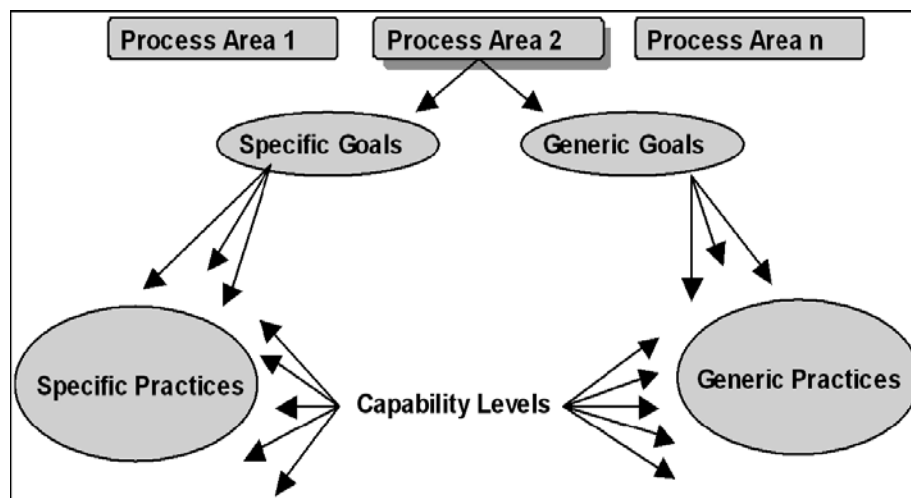 Process Area 1
Process Area 2
Process Area n
Specific Goals
Generic Goals
Specific Practices
Capability Levels
Generic Practices